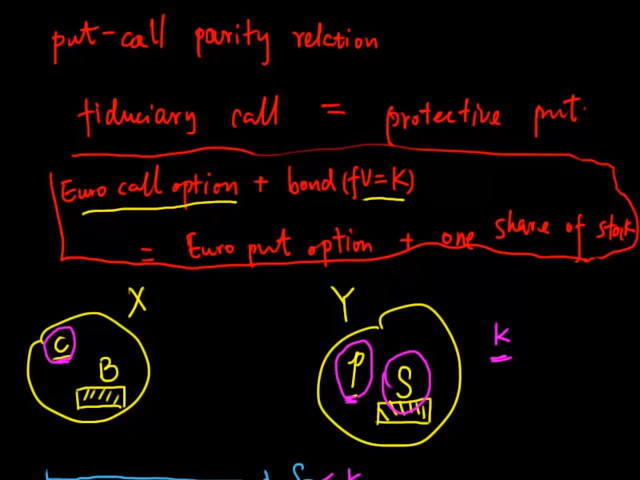 put-call parity relation
fiduciary call = protective put.
Euro call option + bond (fV=K)
= Euro put option + one share of stock
X Y
C P S K
B